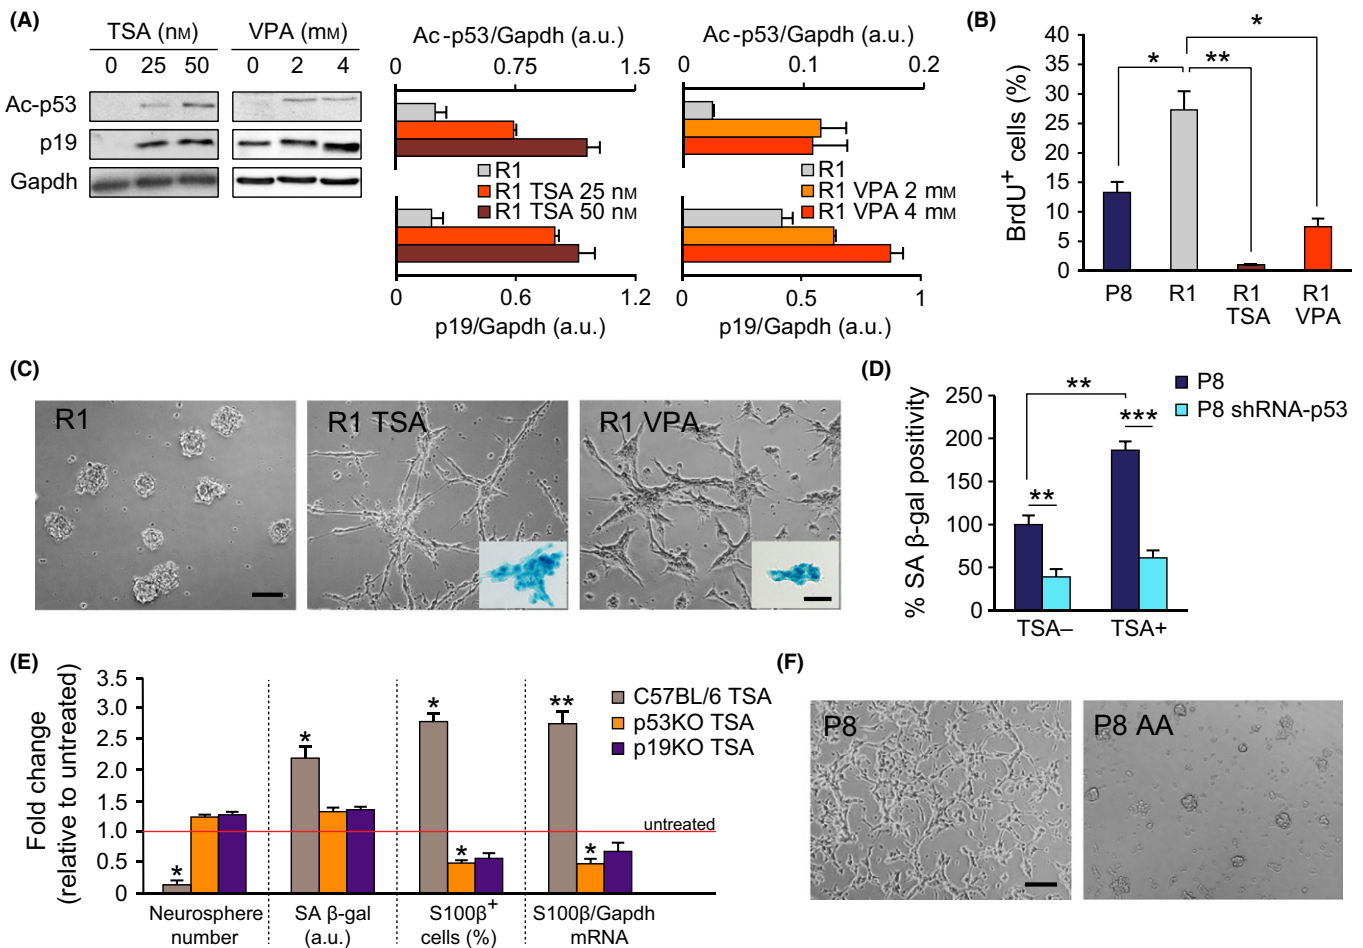 (A)
TSA (nM) VPA (mM)
0 25 50 0 2 4
Ac-p53
p19
Gapdh
Ac-p53/Gapdh (a.u.)
0 0.75 1.5
R1
R1 TSA 25 nM
R1 TSA 50 nM
0 0.6 1.2
p19/Gapdh (a.u.)
Ac-p53/Gapdh (a.u.)
0 0.1 0.2
R1
R1 VPA 2 mM
R1 VPA 4 mM
0 0.5 1
p19/Gapdh (a.u.)
(B)
BrdU+ cells (%)
40
35
30
25
20
15
10
5
0
* ** *
P8 R1 R1 TSA R1 VPA
(C)
R1
R1 TSA
R1 VPA
(D)
% SA β-gal positivity
250
200
150
100
50
0
**
**
***
P8
P8 shRNA-p53
TSA– TSA+
(E)
Fold change
(relative to untreated)
3.5
3.0
2.5
2.0
1.5
1.0
0.5
0
* * * * ** *
C57BL/6 TSA
p53KO TSA
p19KO TSA
untreated
Neurosphere number
SA β-gal (a.u.)
S100β+ cells (%)
S100β/Gapdh mRNA
(F)
P8
P8 AA